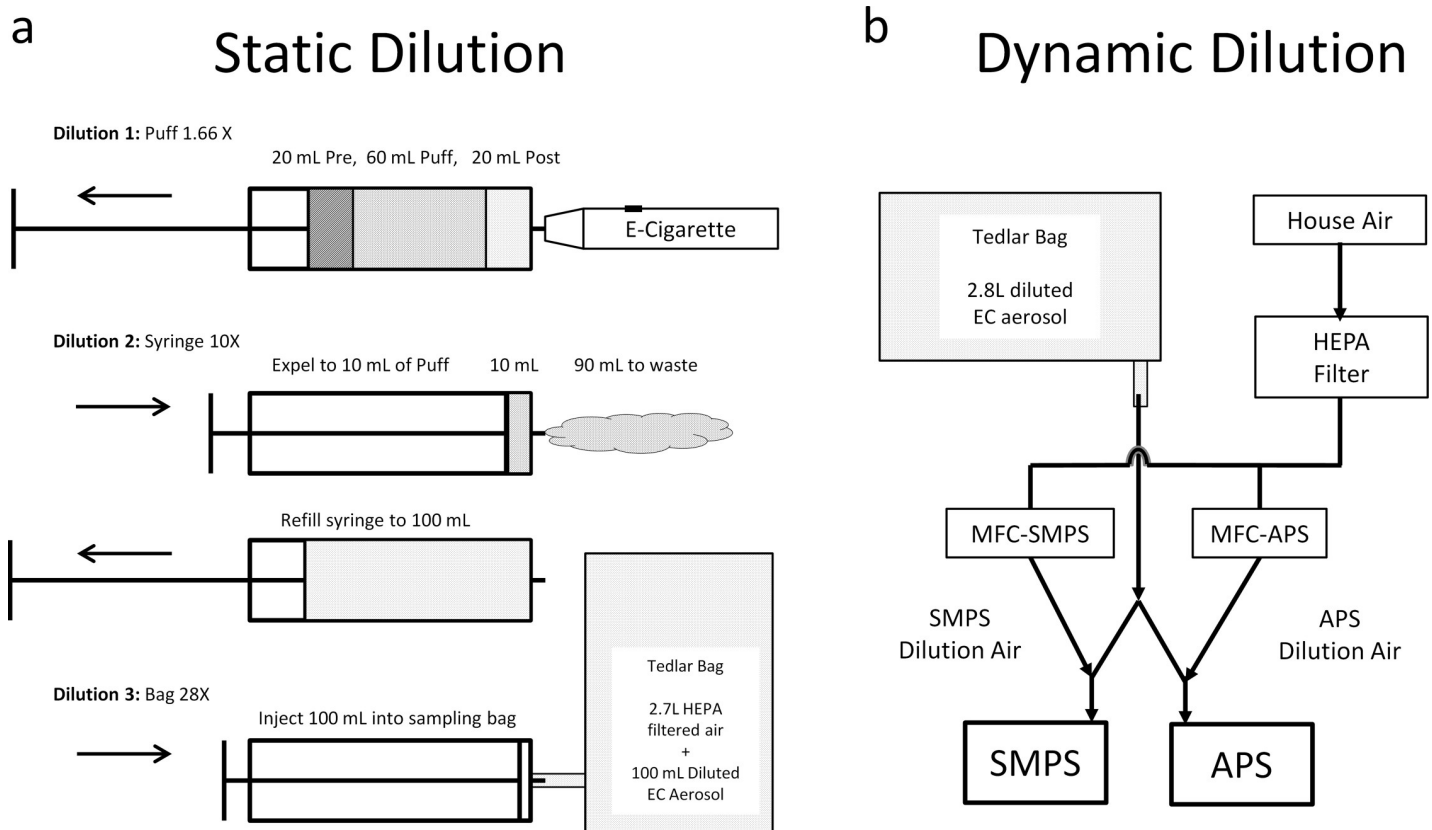 a
Static Dilution
Dilution 1: Puff 1.66 X
20 mL Pre, 60 mL Puff, 20 mL Post
E-Cigarette
Dilution 2: Syringe 10X
Expel to 10 mL of Puff
10 mL
90 mL to waste
Refill syringe to 100 mL
Dilution 3: Bag 28X
Inject 100 mL into sampling bag
Tedlar Bag
2.7L HEPA
filtered air
+
100 mL Diluted
EC Aerosol
b
Dynamic Dilution
Tedlar Bag
2.8L diluted
EC aerosol
House Air
HEPA
Filter
MFC-SMPS
MFC-APS
SMPS
Dilution Air
APS
Dilution Air
SMPS
APS